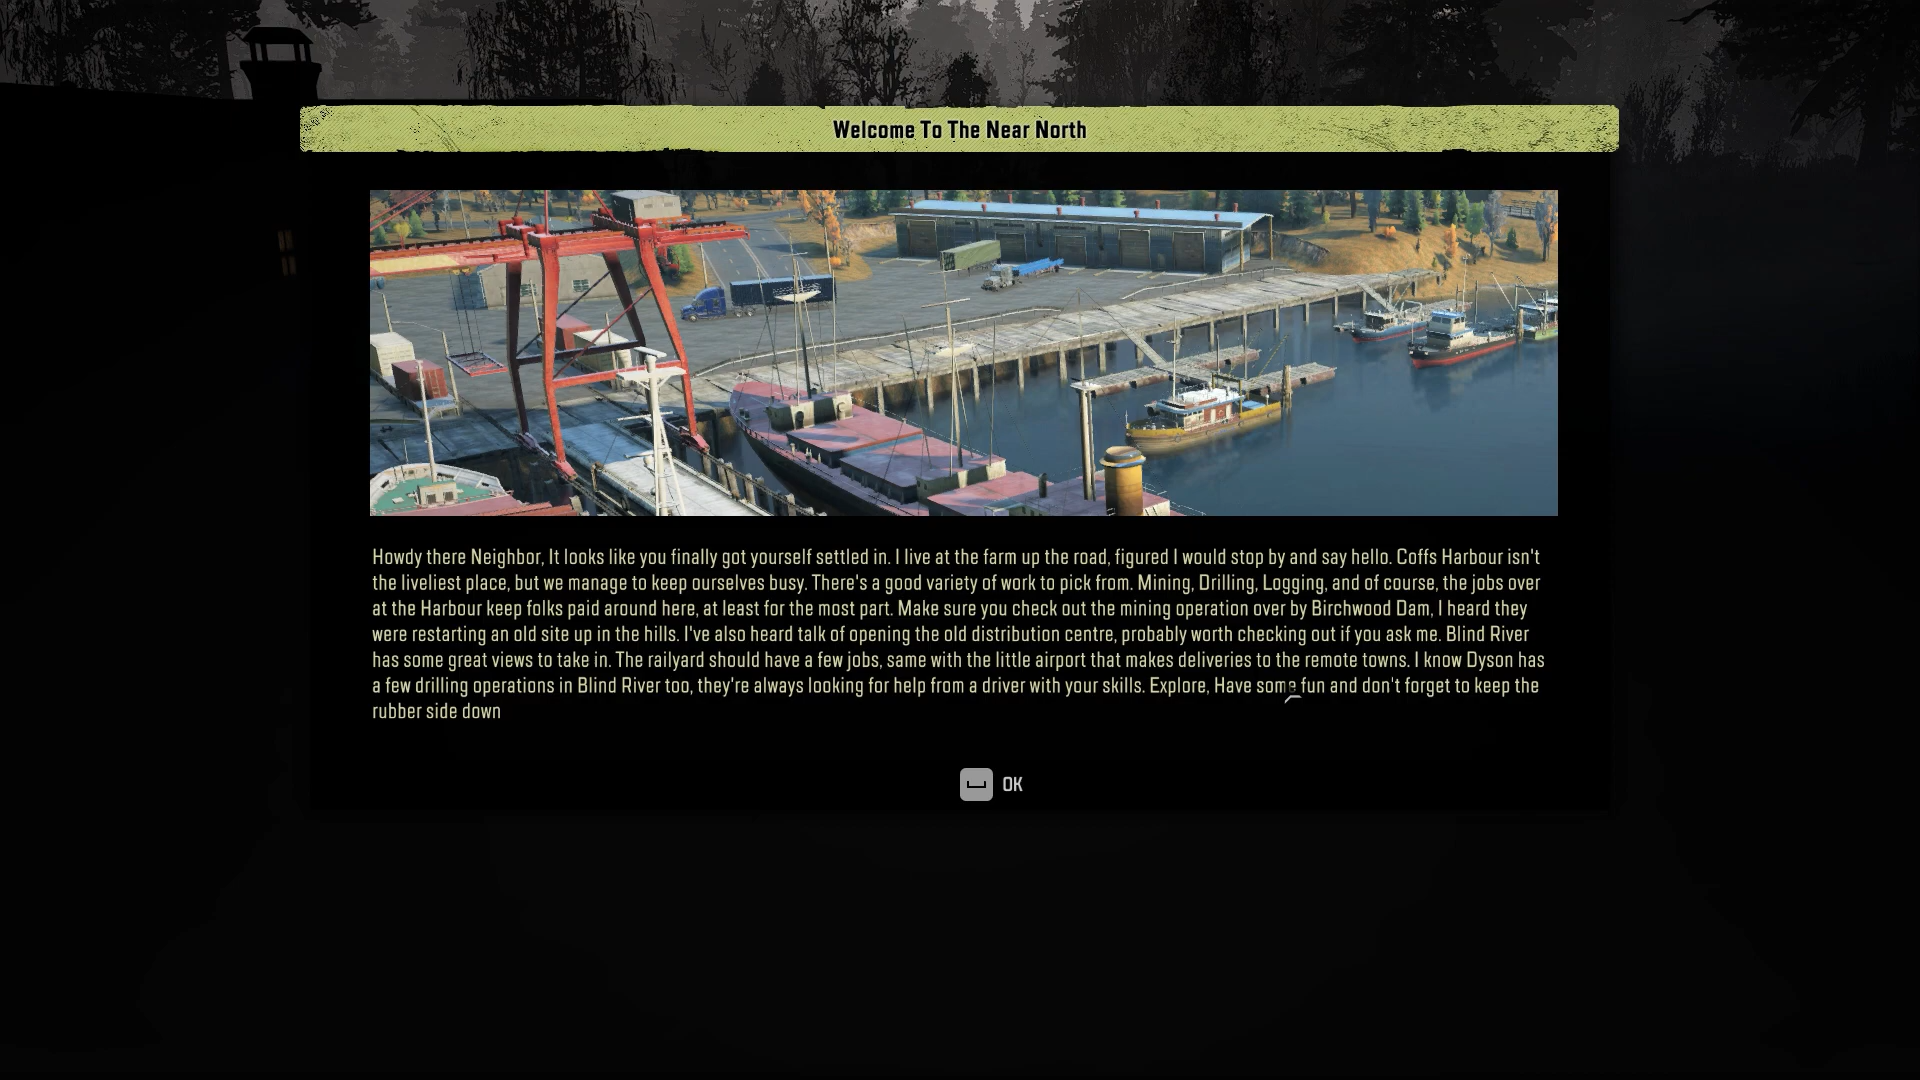 Welcome To The Near North
Howdy there Neighbor, It looks like you finally got yourself settled in. I live at the farm up the road, figured I would stop by and say hello. Coffs Harbour isn't
the liveliest place, but we manage to keep ourselves busy. There's a good variety of work to pick from. Mining, Drilling, Logging, and of course, the jobs over
at the Harbour keep folks paid around here, at least for the most part. Make sure you check out the mining operation over by Birchwood Dam, I heard they
were restarting an old site up in the hills. I've also heard talk of opening the old distribution centre, probably worth checking out if you ask me. Blind River
has some great views to take in. The railyard should have a few jobs, same with the little airport that makes deliveries to the remote towns. I know Dyson has
a few drilling operations in Blind River too, they're always looking for help from a driver with your skills. Explore, Have some fun and don't forget to keep the
rubber side down
OK